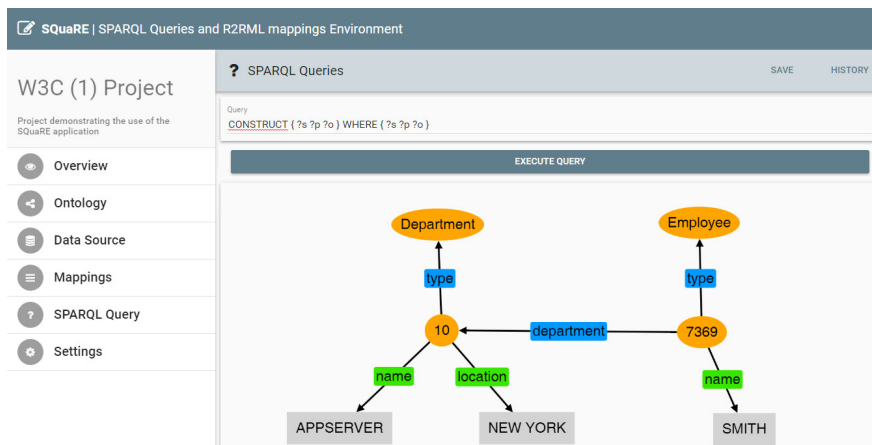 SQuaRE | SPARQL Queries and R2RML mappings Environment
W3C (1) Project
Project demonstrating the use of the
SQuaRE application
Overview
Ontology
Data Source
Mappings
? SPARQL Query
Settings
? SPARQL Queries
SAVE
HISTORY
Query
CONSTRUCT { ?s ?p ?o } WHERE { ?s ?p ?o }
EXECUTE QUERY
Department
Employee
type
type
10
department
7369
name
location
name
APPSERVER
NEW YORK
SMITH